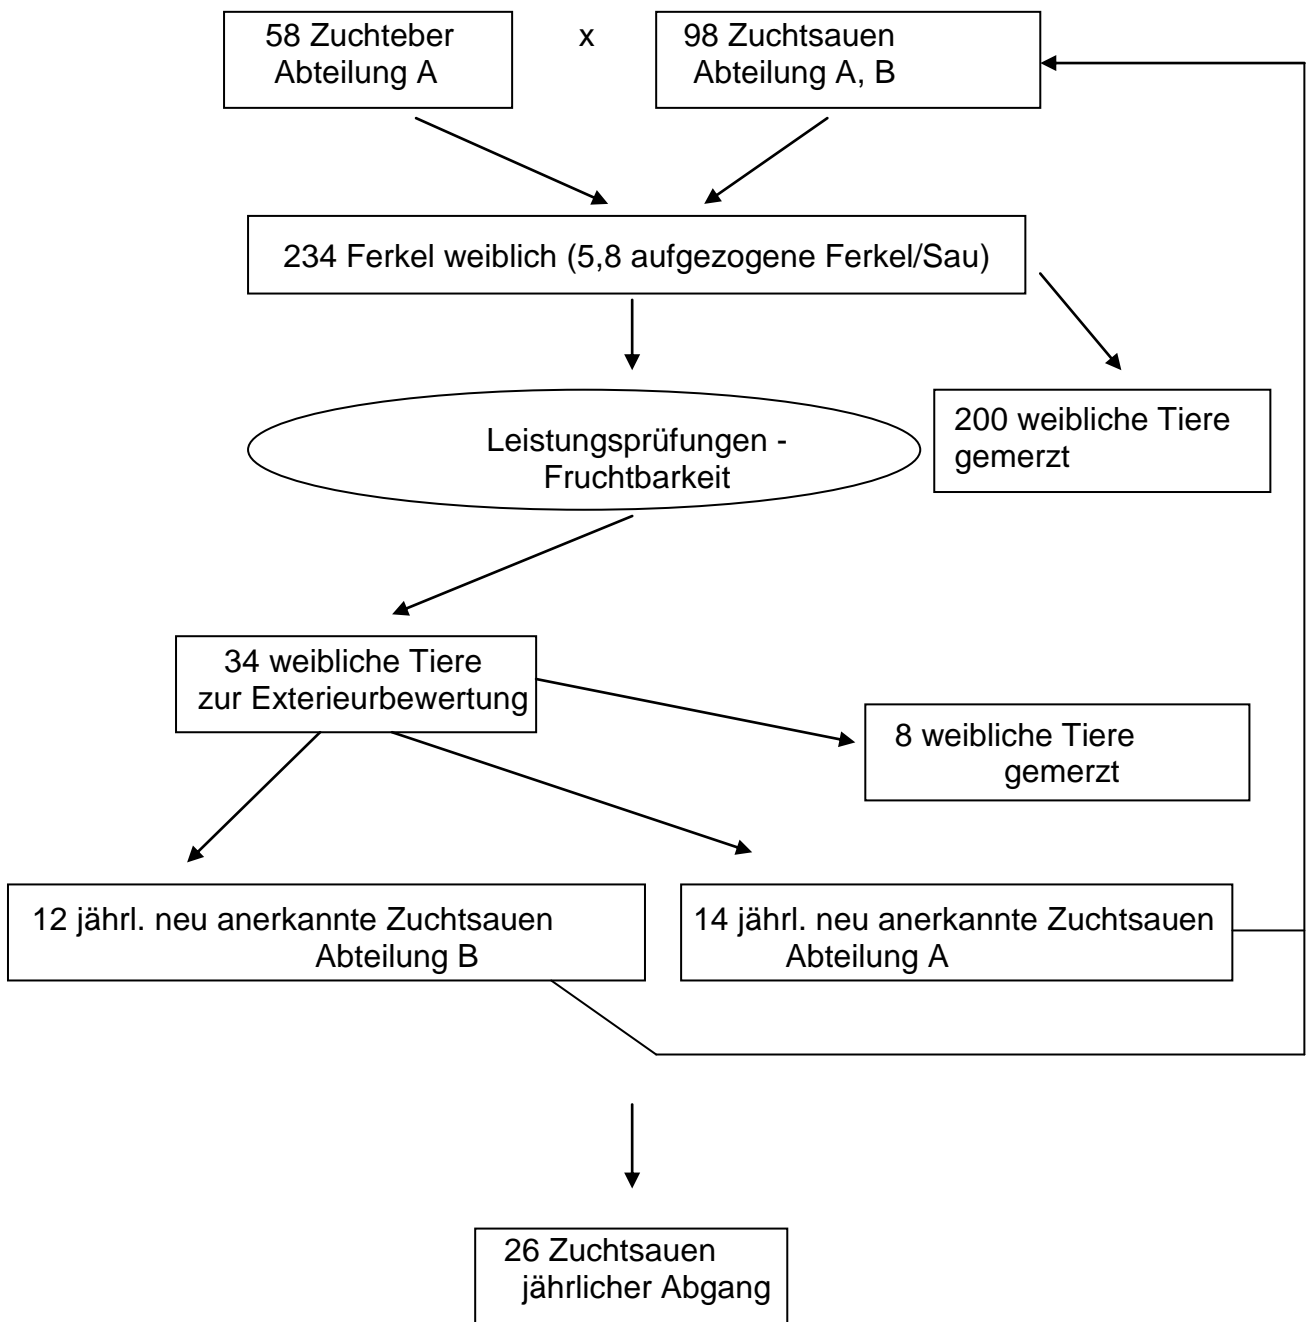 58 Zuchteber x 98 Zuchtsauen
Abteilung A Abteilung A, B
234 Ferkel weiblich (5,8 aufgezogene Ferkel/Sau)
Leistungsprüfungen -
Fruchtbarkeit
200 weibliche Tiere
gemerzt
34 weibliche Tiere
zur Exterieurbewertung
8 weibliche Tiere
gemerzt
12 jährl. neu anerkannte Zuchtsauen
Abteilung B
14 jährl. neu anerkannte Zuchtsauen
Abteilung A
26 Zuchtsauen
jährlicher Abgang